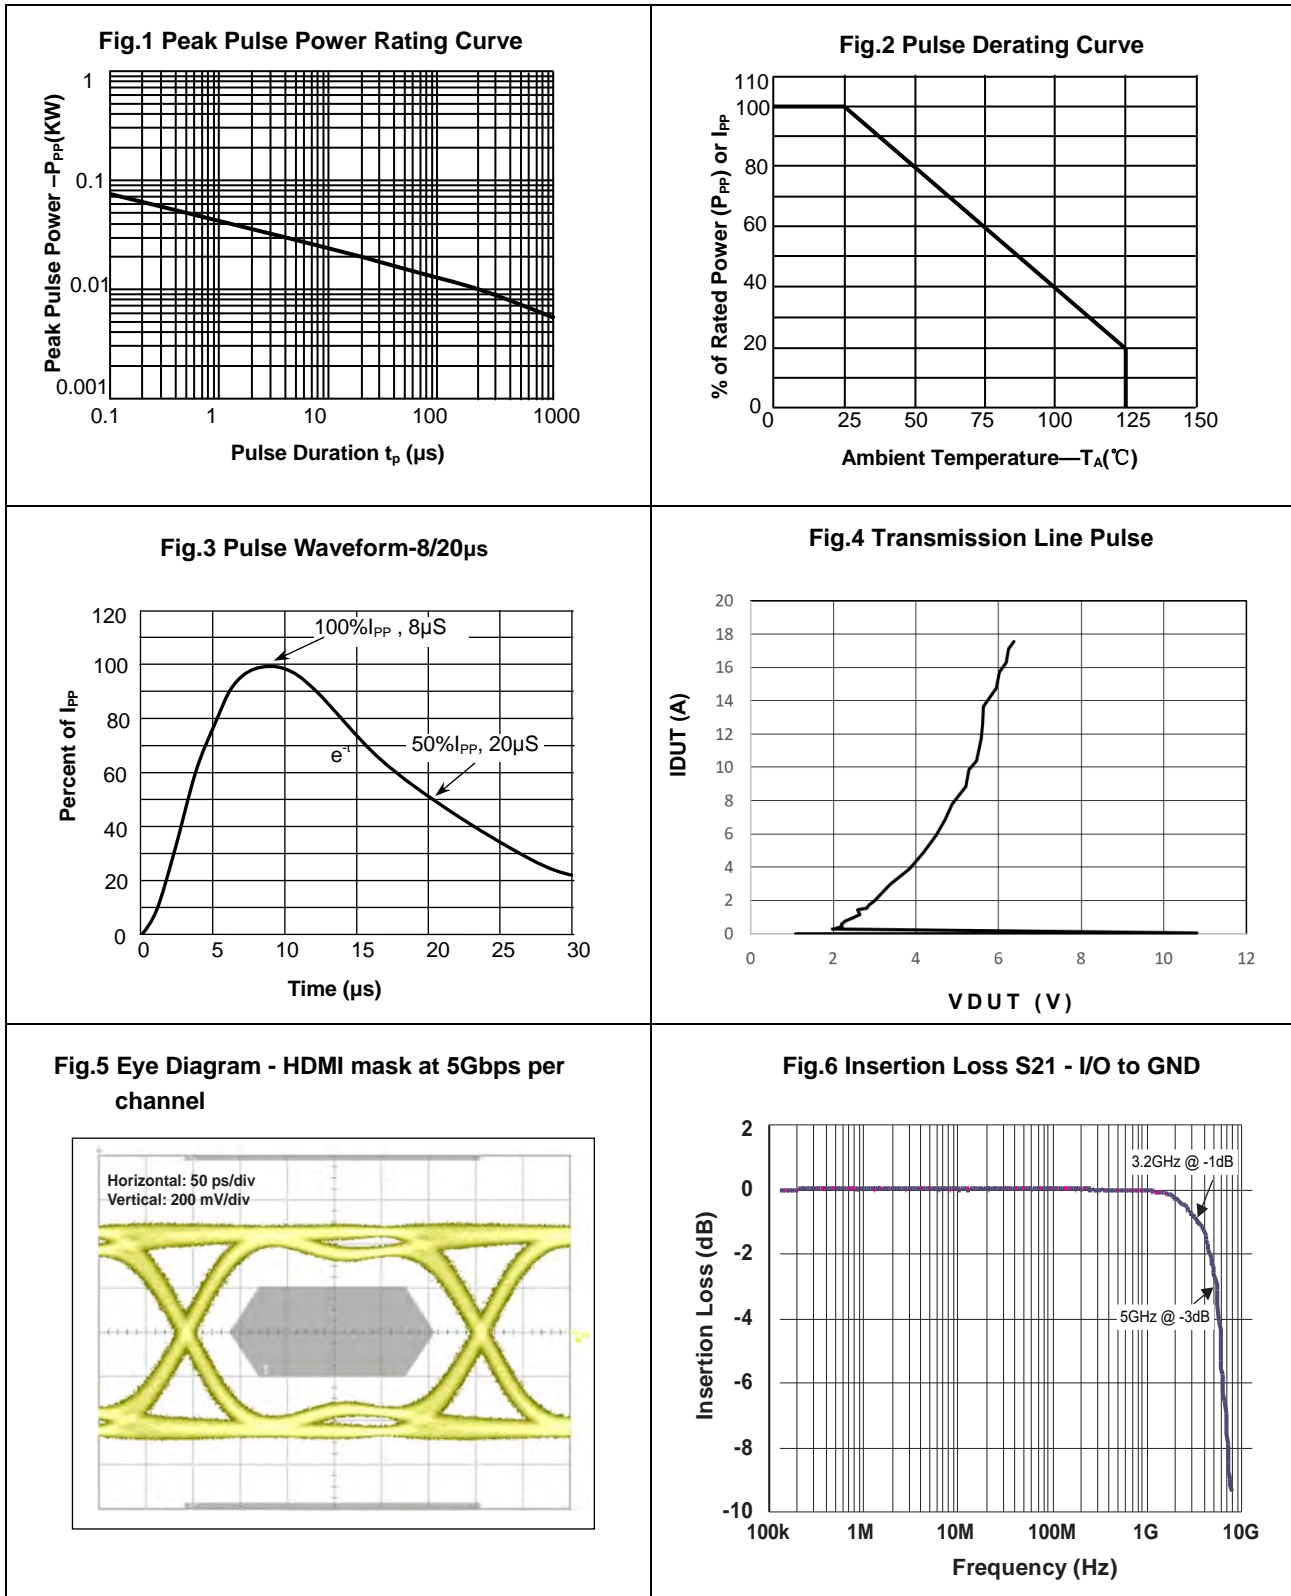 Fig.1 Peak Pulse Power Rating Curve
Peak Pulse Power –PPP(KW)
1
0.1
0.01
0.001
0.1 1 10 100 1000
Pulse Duration tp (µs)
Fig.2 Pulse Derating Curve
% of Rated Power (PPP) or IPP
110
100
80
60
40
20
0
0 25 50 75 100 125 150
Ambient Temperature—TA(℃)
Fig.3 Pulse Waveform-8/20µs
Percent of IPP
120
100
80
60
40
20
0
100%IPP , 8µS
e-t
50%IPP, 20µS
0 5 10 15 20 25 30
Time (µs)
Fig.4 Transmission Line Pulse
IDUT (A)
20
18
16
14
12
10
8
6
4
2
0
0 2 4 6 8 10 12
VDUT (V)
Fig.5 Eye Diagram - HDMI mask at 5Gbps per
channel
Horizontal: 50 ps/div
Vertical: 200 mV/div
Fig.6 Insertion Loss S21 - I/O to GND
Insertion Loss (dB)
2
0
-2
-4
-6
-8
-10
3.2GHz @ -1dB
5GHz @ -3dB
100k 1M 10M 100M 1G 10G
Frequency (Hz)